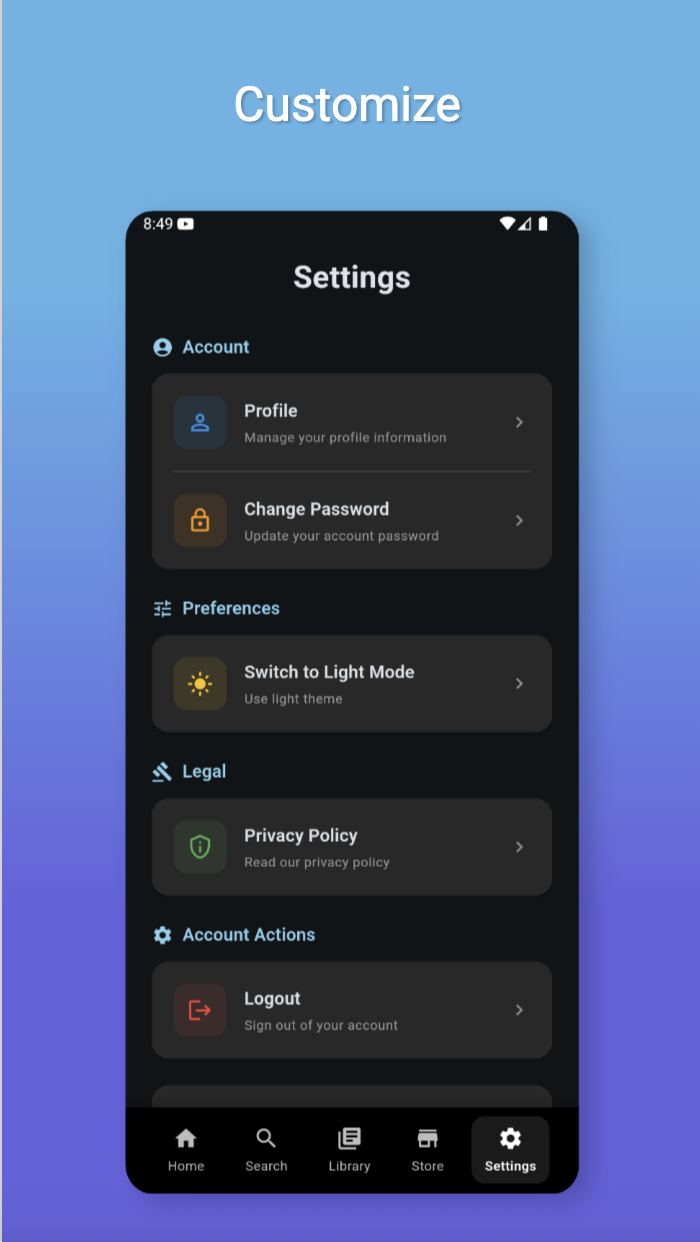 Customize
8:49
Settings
Account
Profile
Manage your profile information
Change Password
Update your account password
Preferences
Switch to Light Mode
Use light theme
Legal
Privacy Policy
Read our privacy policy
Account Actions
Logout
Sign out of your account
Home Search Library Store Settings